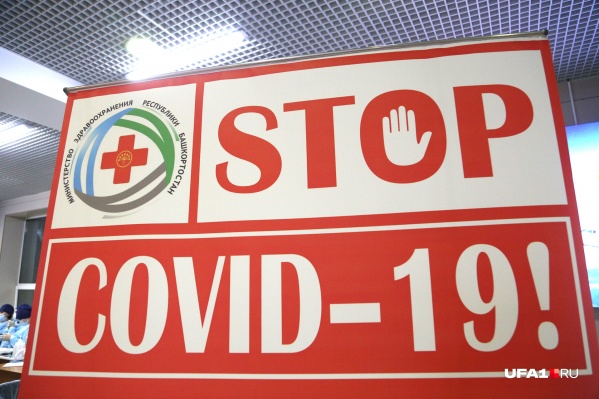 МИНИСТЕРСТВО ЗДРАВООХРАНЕНИЯ РЕСПУБЛИКИ БАШКОРТОСТАН
STOP
COVID-19!
UFA1.RU